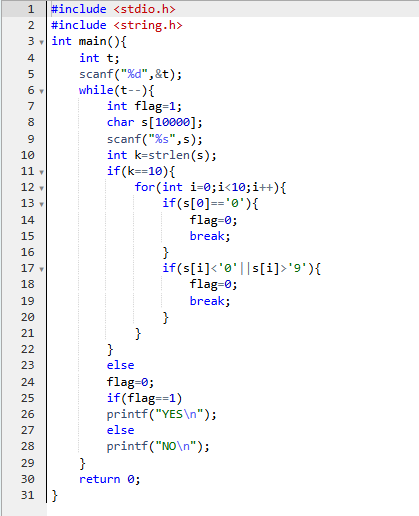 1 #include <stdio.h>
2 #include <string.h>
3 int main(){
4 int t;
5 scanf("%d",&t);
6 while(t--){
7 int flag=1;
8 char s[10000];
9 scanf("%s",s);
10 int k=strlen(s);
11 if(k==10){
12 for(int i=0;i<10;i++){
13 if(s[0]=='0'){
14 flag=0;
15 break;
16 }
17 if(s[i]<'0'||s[i]>'9'){
18 flag=0;
19 break;
20 }
21 }
22 }
23 else
24 flag=0;
25 if(flag==1)
26 printf("YES\n");
27 else
28 printf("NO\n");
29 }
30 return 0;
31 }